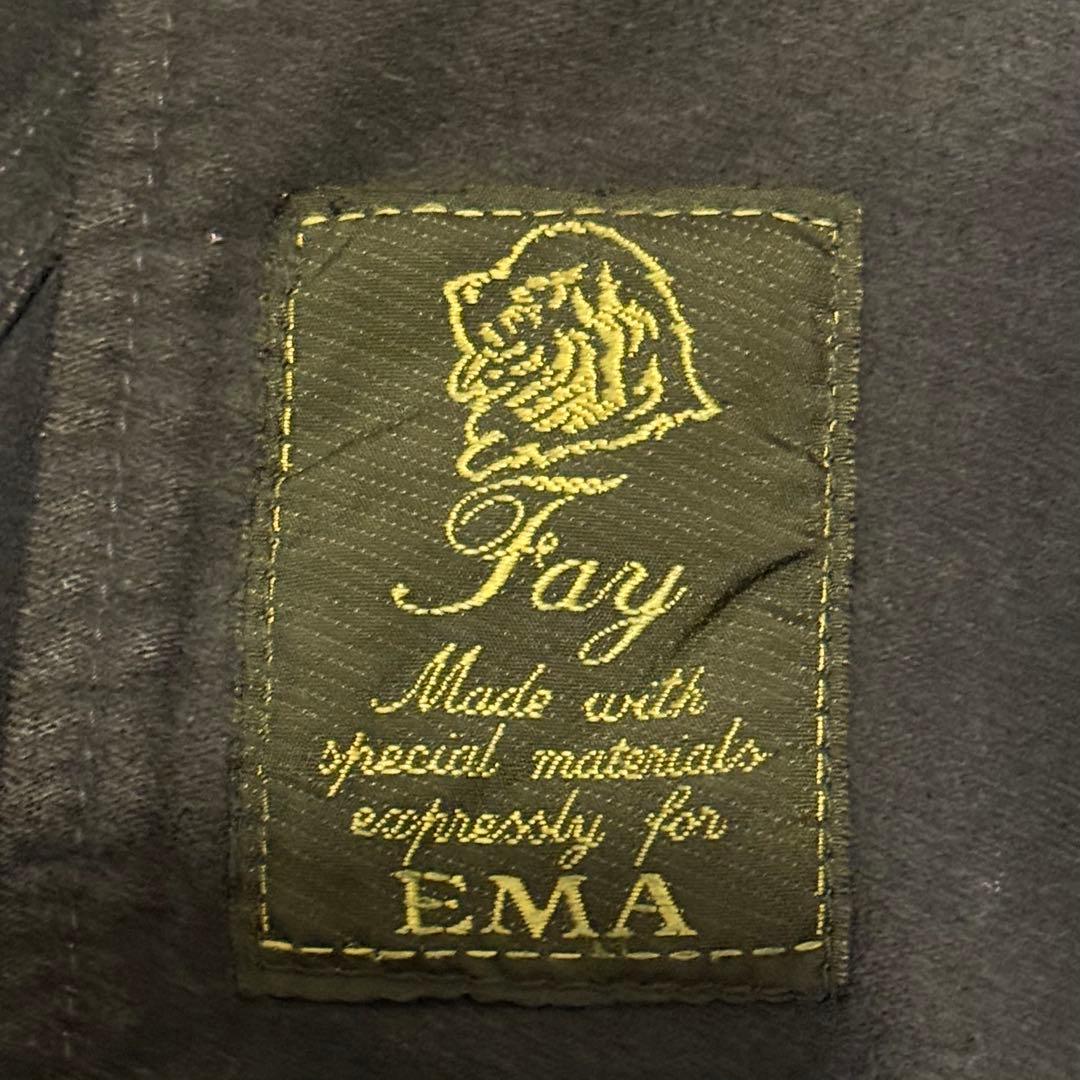 Fay
Made with
special materials
expressly for
EMA